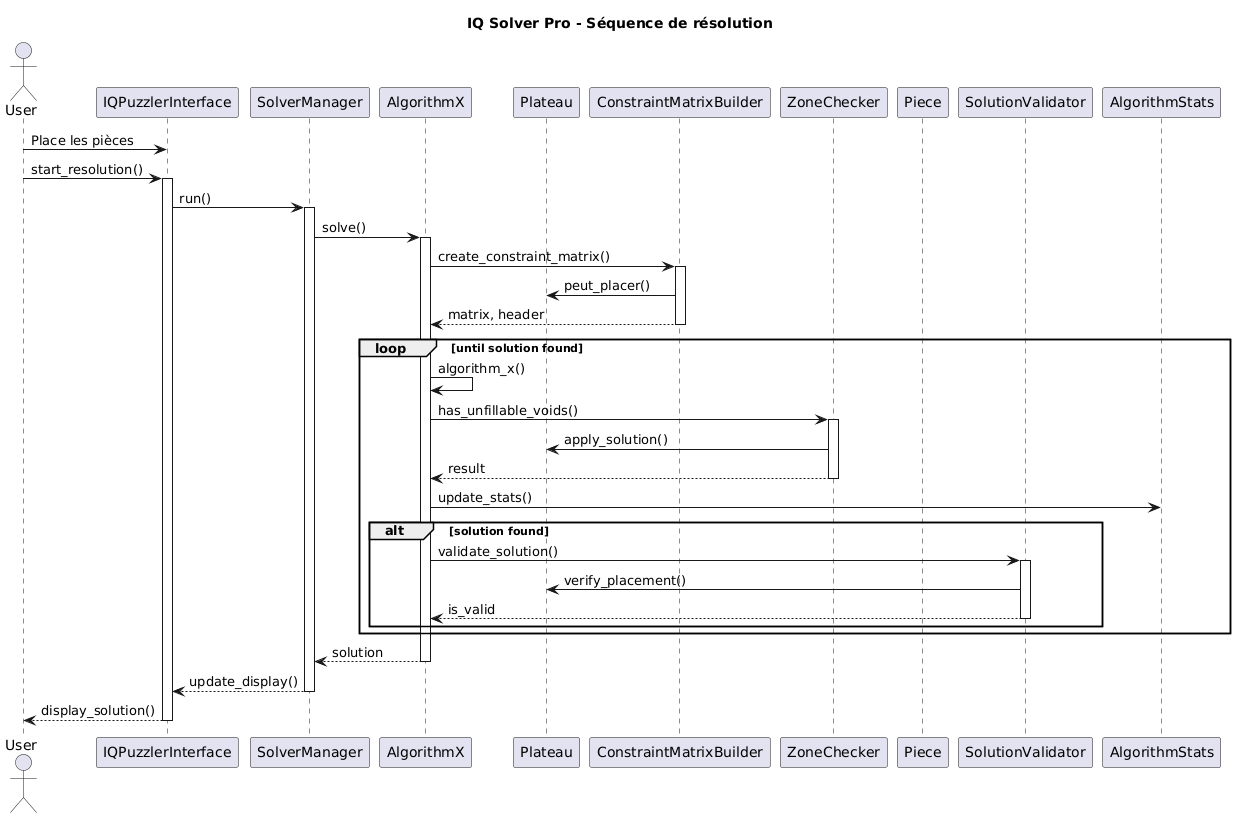 IQ Solver Pro - Séquence de résolution
User
IQPuzzlerInterface
SolverManager
AlgorithmX
Plateau
ConstraintMatrixBuilder
ZoneChecker
Piece
SolutionValidator
AlgorithmStats
Place les pièces
start_resolution()
run()
solve()
create_constraint_matrix()
peut_placer()
matrix, header
loop
[until solution found]
algorithm_x()
has_unfillable_voids()
apply_solution()
result
update_stats()
alt
[solution found]
validate_solution()
verify_placement()
is_valid
solution
update_display()
display_solution()
User
IQPuzzlerInterface
SolverManager
AlgorithmX
Plateau
ConstraintMatrixBuilder
ZoneChecker
Piece
SolutionValidator
AlgorithmStats